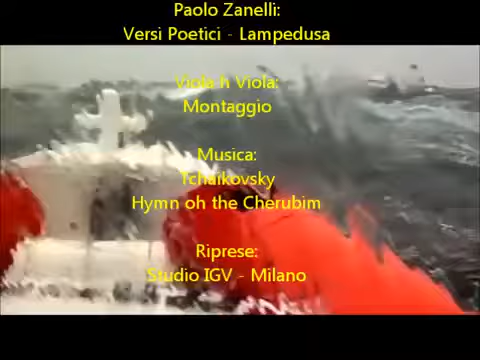 Paolo Zanelli:
Versi Poetici - Lampedusa
Viola h Viola:
Montaggio
Musica:
Tchaikovsky
Hymn oh the Cherubim
Riprese:
Studio IGV - Milano